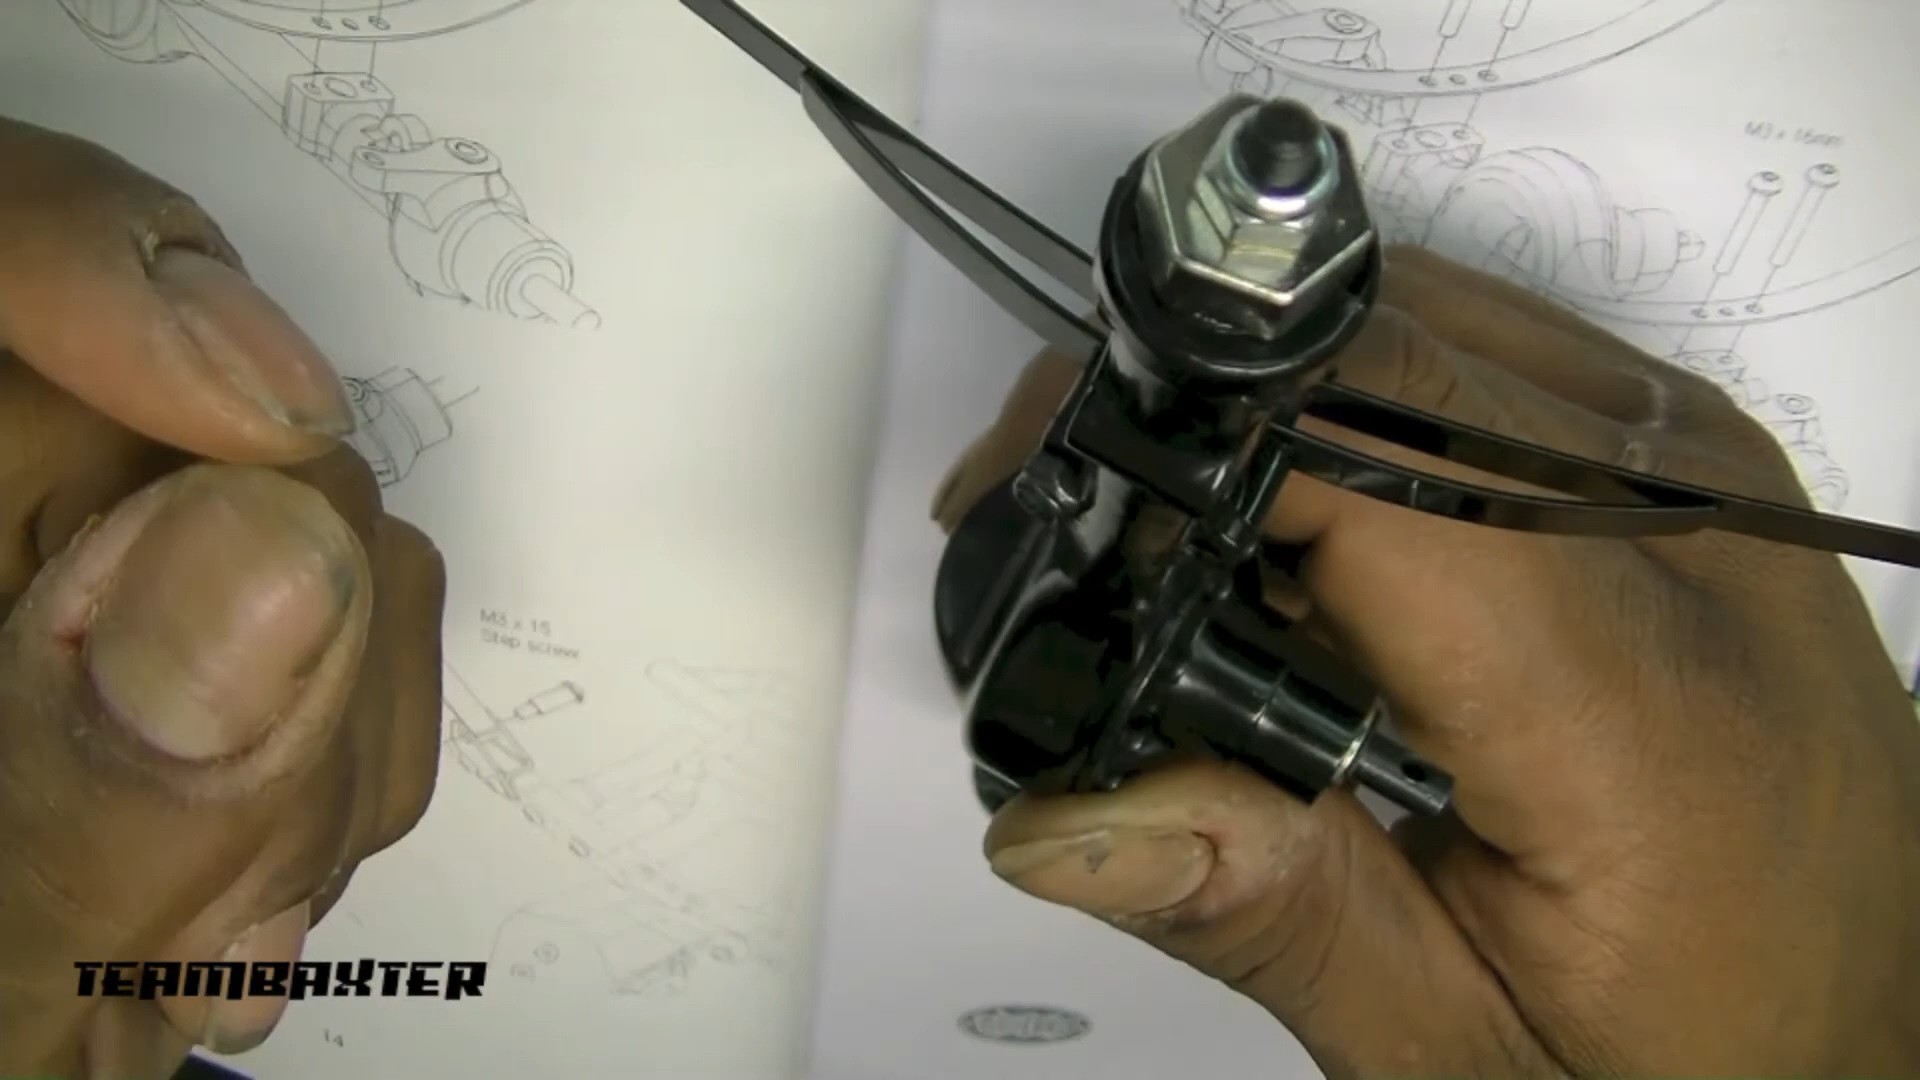 M3 x 16mm
M3 x 15
Step screw
TEAMBAXTER
14